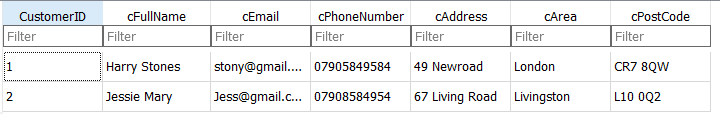 CustomerID cFullName cEmail cPhoneNumber cAddress cArea cPostCode
Filter Filter Filter Filter Filter Filter Filter
1 Harry Stones stony@gmail.... 07905849584 49 Newroad London CR7 8QW
2 Jessie Mary Jess@gmail.c... 07908584954 67 Living Road Livingston L10 0Q2